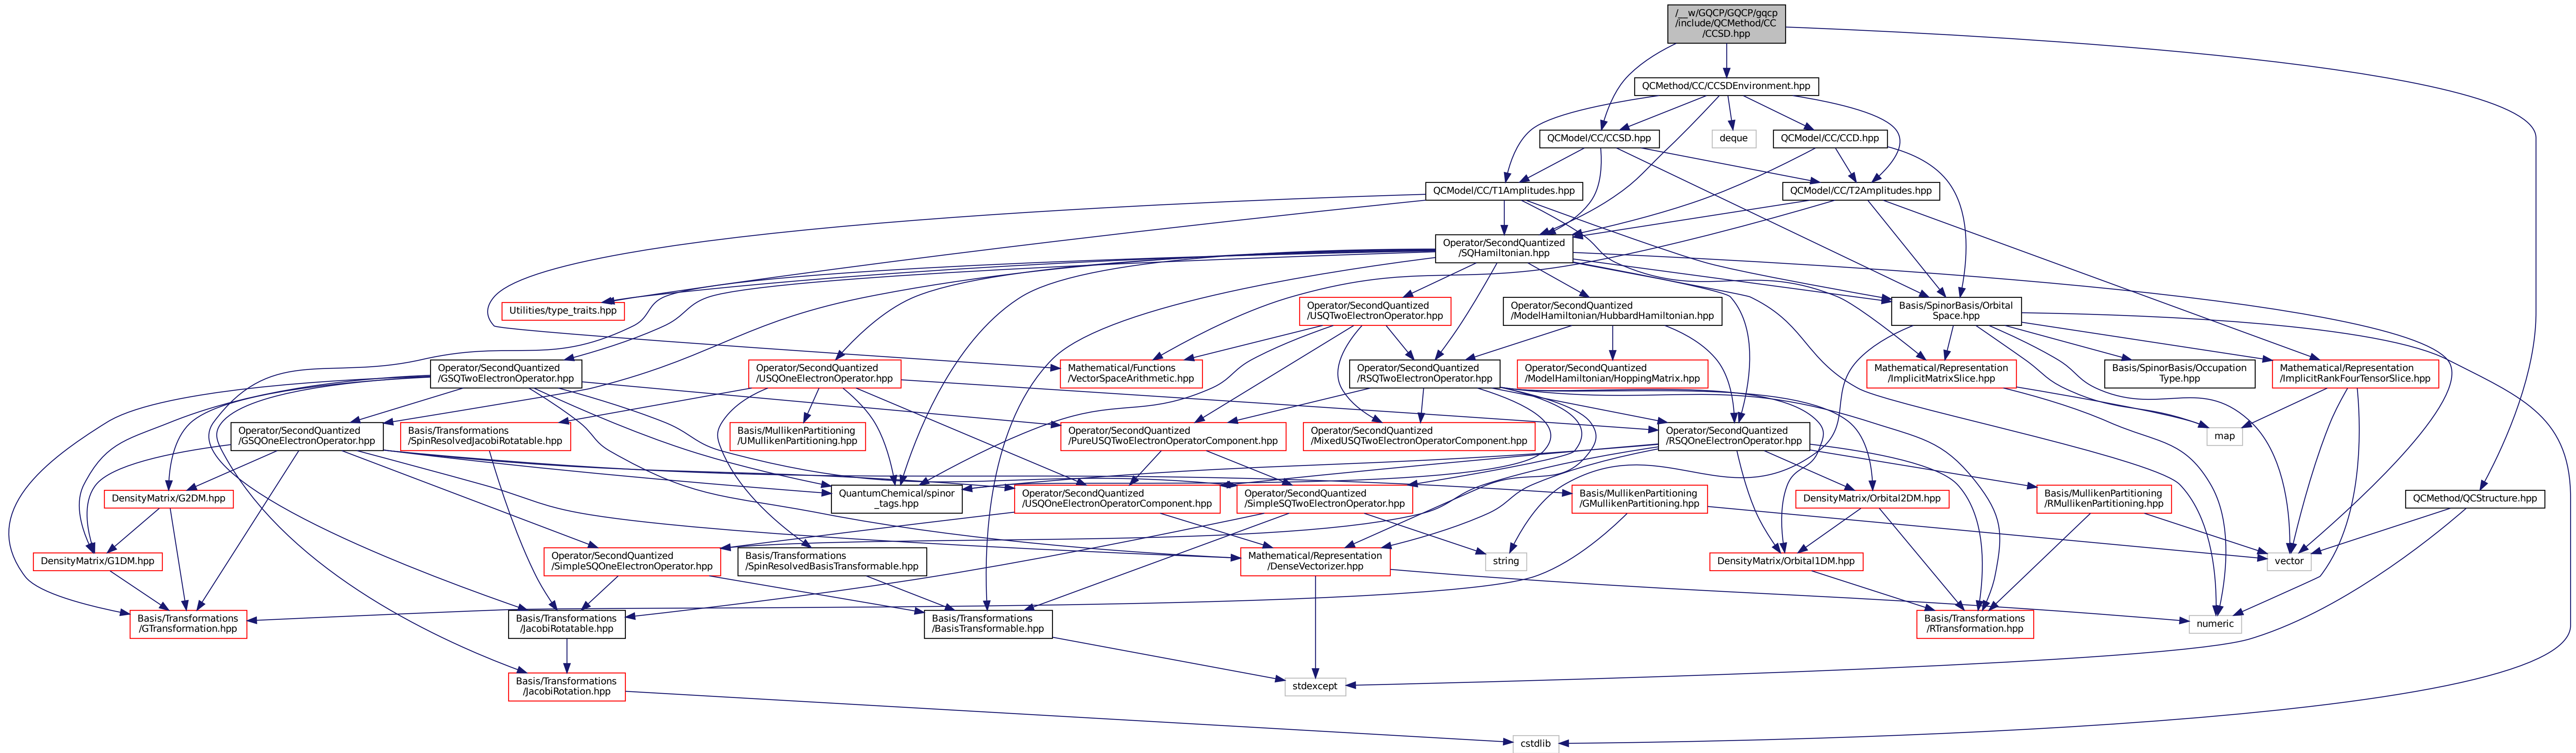 /__w/GQCP/GQCP/gqcp
/include/QCMethod/CC
/CCSD.hpp
QCMethod/CC/CCSDEnvironment.hpp
QCModel/CC/CCSD.hpp
deque
QCModel/CC/CCD.hpp
QCModel/CC/T1Amplitudes.hpp
QCModel/CC/T2Amplitudes.hpp
Operator/SecondQuantized
/SQHamiltonian.hpp
Utilities/type_traits.hpp
Operator/SecondQuantized
/USQTwoElectronOperator.hpp
Operator/SecondQuantized
/ModelHamiltonian/HubbardHamiltonian.hpp
Basis/SpinorBasis/Orbital
Space.hpp
Operator/SecondQuantized
/GSQTwoElectronOperator.hpp
Operator/SecondQuantized
/USQOneElectronOperator.hpp
Mathematical/Functions
/VectorSpaceArithmetic.hpp
Operator/SecondQuantized
/RSQTwoElectronOperator.hpp
Operator/SecondQuantized
/ModelHamiltonian/HoppingMatrix.hpp
Mathematical/Representation
/ImplicitMatrixSlice.hpp
Basis/SpinorBasis/Occupation
Type.hpp
Mathematical/Representation
/ImplicitRankFourTensorSlice.hpp
Operator/SecondQuantized
/GSQOneElectronOperator.hpp
Basis/Transformations
/SpinResolvedJacobiRotatable.hpp
Basis/MullikenPartitioning
/UMullikenPartitioning.hpp
Operator/SecondQuantized
/PureUSQTwoElectronOperatorComponent.hpp
Operator/SecondQuantized
/MixedUSQTwoElectronOperatorComponent.hpp
Operator/SecondQuantized
/RSQOneElectronOperator.hpp
map
DensityMatrix/G2DM.hpp
QuantumChemical/spinor
_tags.hpp
Operator/SecondQuantized
/USQOneElectronOperatorComponent.hpp
Operator/SecondQuantized
/SimpleSQTwoElectronOperator.hpp
Basis/MullikenPartitioning
/GMullikenPartitioning.hpp
DensityMatrix/Orbital2DM.hpp
Basis/MullikenPartitioning
/RMullikenPartitioning.hpp
QCMethod/QCStructure.hpp
DensityMatrix/G1DM.hpp
Operator/SecondQuantized
/SimpleSQOneElectronOperator.hpp
Basis/Transformations
/SpinResolvedBasisTransformable.hpp
Mathematical/Representation
/DenseVectorizer.hpp
string
DensityMatrix/Orbital1DM.hpp
vector
Basis/Transformations
/GTransformation.hpp
Basis/Transformations
/JacobiRotatable.hpp
Basis/Transformations
/BasisTransformable.hpp
Basis/Transformations
/RTransformation.hpp
numeric
Basis/Transformations
/JacobiRotation.hpp
stdexcept
cstdlib